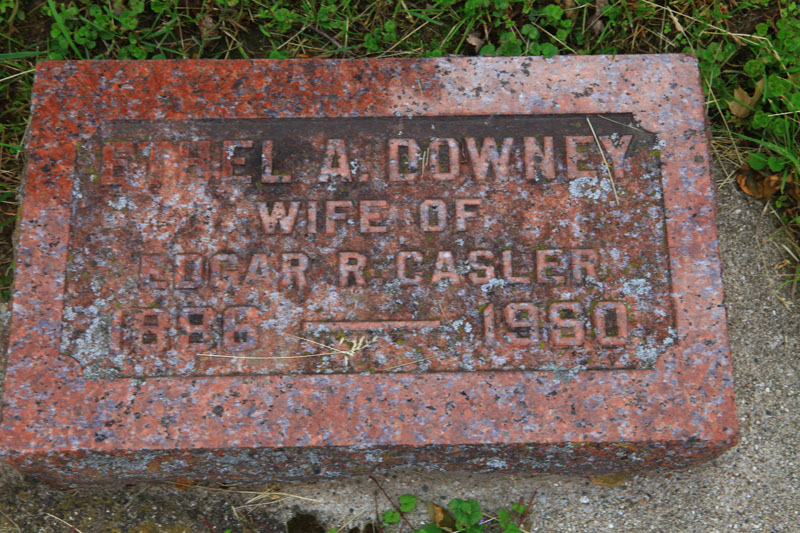 ETHEL A. DOWNEY
WIFE OF
EDGAR R. CASLER
1886 — 1960